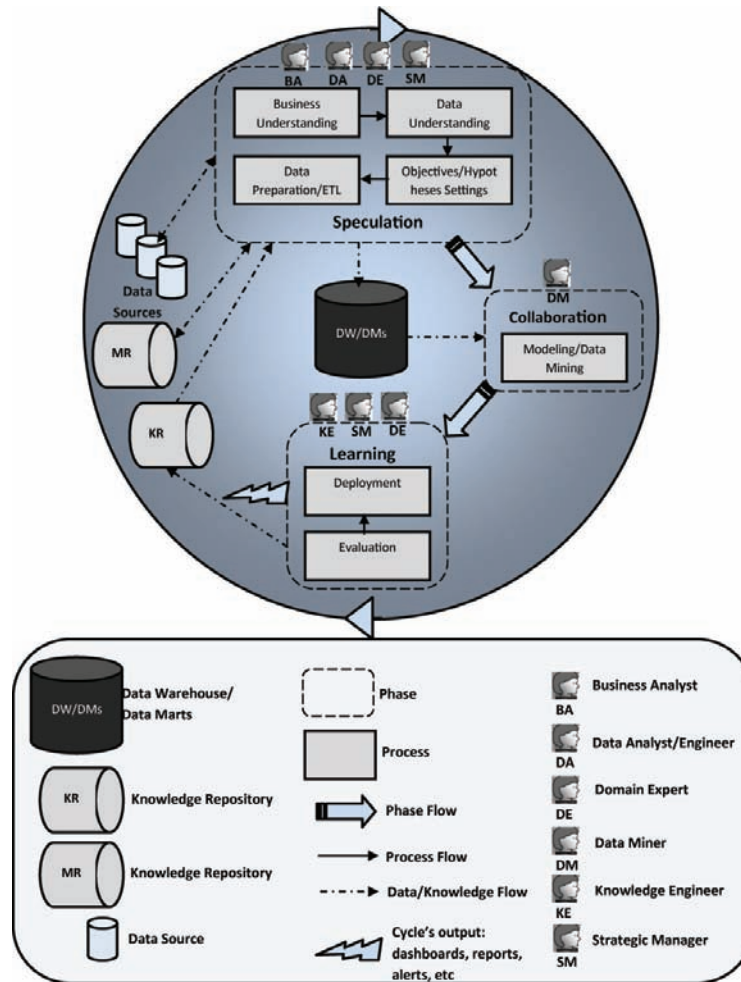 BA DA DE SM
Business
Understanding
Data
Understanding
Data
Preparation/ETL
Objectives/Hypot
heses Settings
Speculation
Data
Sources
DM
Collaboration
Modeling/Data
Mining
DW/DMs
MR
KR
KE SM DE
Learning
Deployment
Evaluation
DW/DMs
Data Warehouse/
Data Marts
KR
Knowledge Repository
MR
Knowledge Repository
Data Source
Phase
Process
Phase Flow
Process Flow
Data/Knowledge Flow
Cycle's output:
dashboards, reports,
alerts, etc
BA
Business Analyst
DA
Data Analyst/Engineer
DE
Domain Expert
DM
Data Miner
KE
Knowledge Engineer
SM
Strategic Manager